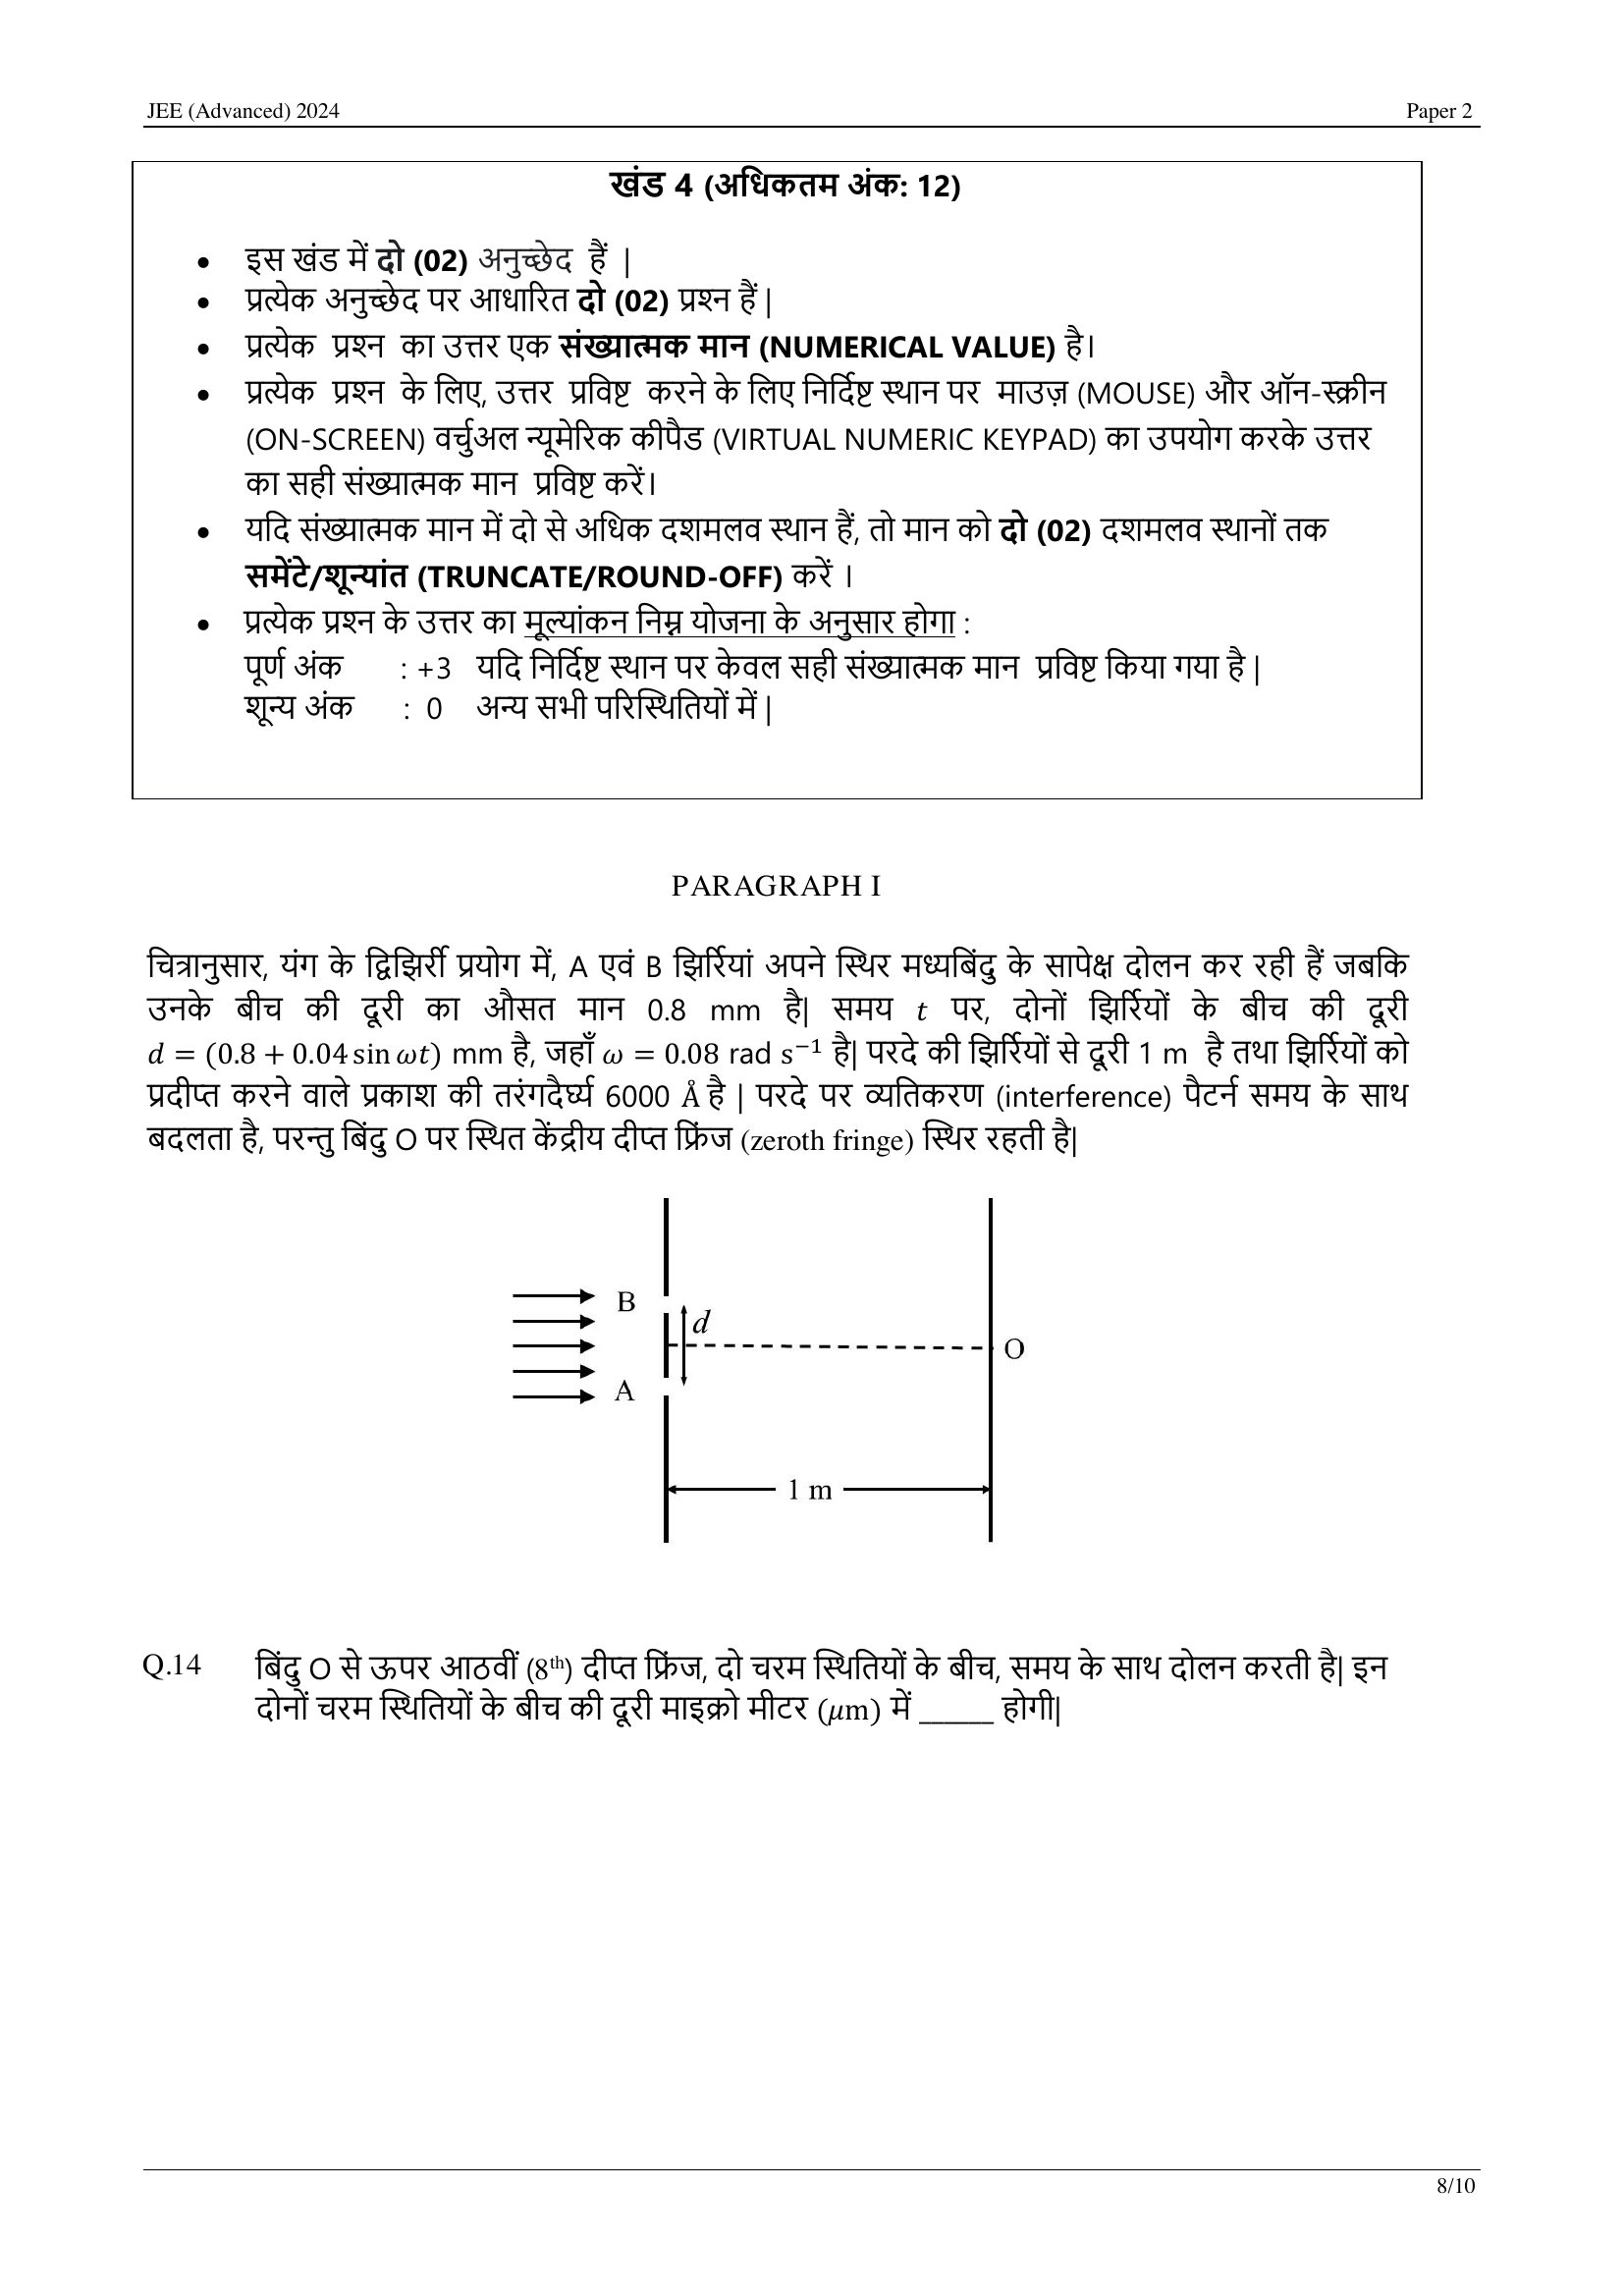 JEE (Advanced) 2024 Paper 2
खंड 4 (अधिकतम अंक: 12)
• इस खंड में दो (02) अनुच्छेद हैं |
• प्रत्येक अनुच्छेद पर आधारित दो (02) प्रश्न हैं|
• प्रत्येक प्रश्न का उत्तर एक संख्यात्मक मान (NUMERICAL VALUE) है।
• प्रत्येक प्रश्न के लिए, उत्तर प्रविष्ट करने के लिए निर्दिष्ट स्थान पर माउज़ (MOUSE) और ऑन-स्क्रीन
(ON-SCREEN) वर्चुअल न्यूमेरिक कीपैड (VIRTUAL NUMERIC KEYPAD) का उपयोग करके उत्तर
का सही संख्यात्मक मान प्रविष्ट करें।
• यदि संख्यात्मक मान में दो से अधिक दशमलव स्थान हैं, तो मान को दो (02) दशमलव स्थानों तक
समेंटे/शून्यांत (TRUNCATE/ROUND-OFF) करें ।
• प्रत्येक प्रश्न के उत्तर का मूल्यांकन निम्न योजना के अनुसार होगा :
पूर्ण अंक : +3 यदि निर्दिष्ट स्थान पर केवल सही संख्यात्मक मान प्रविष्ट किया गया है|
शून्य अंक : 0 अन्य सभी परिस्थितियों में|
PARAGRAPH I
चित्रानुसार, यंग के द्विझिर्री प्रयोग में, A एवं B झिर्रियां अपने स्थिर मध्यबिंदु के सापेक्ष दोलन कर रही हैं जबकि
उनके बीच की दूरी का औसत मान 0.8 mm है| समय t पर, दोनों झिर्रियों के बीच की दूरी
d = (0.8 + 0.04 sin ωt) mm है, जहाँ ω = 0.08 rad s⁻¹ है| परदे की झिर्रियों से दूरी 1 m है तथा झिर्रियों को
प्रदीप्त करने वाले प्रकाश की तरंगदैर्घ्य 6000 Å है | परदे पर व्यतिकरण (interference) पैटर्न समय के साथ
बदलता है, परन्तु बिंदु O पर स्थित केंद्रीय दीप्त फ्रिंज (zeroth fringe) स्थिर रहती है|
B
d
O
A
1 m
Q.14 बिंदु O से ऊपर आठवीं (8th) दीप्त फ्रिंज, दो चरम स्थितियों के बीच, समय के साथ दोलन करती है| इन
दोनों चरम स्थितियों के बीच की दूरी माइक्रो मीटर (μm) में ______ होगी|
8/10